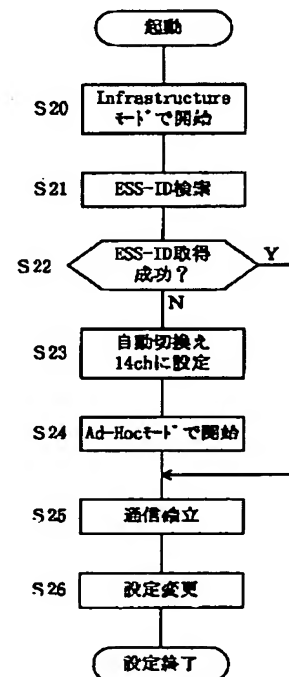 起動
S20
Infrastructure
モードで開始
S21
ESS-ID検索
S22
ESS-ID取得
成功?
Y
N
S23
自動切換え
14chに設定
S24
Ad-Hocモードで開始
S25
通信確立
S26
設定変更
設定終了